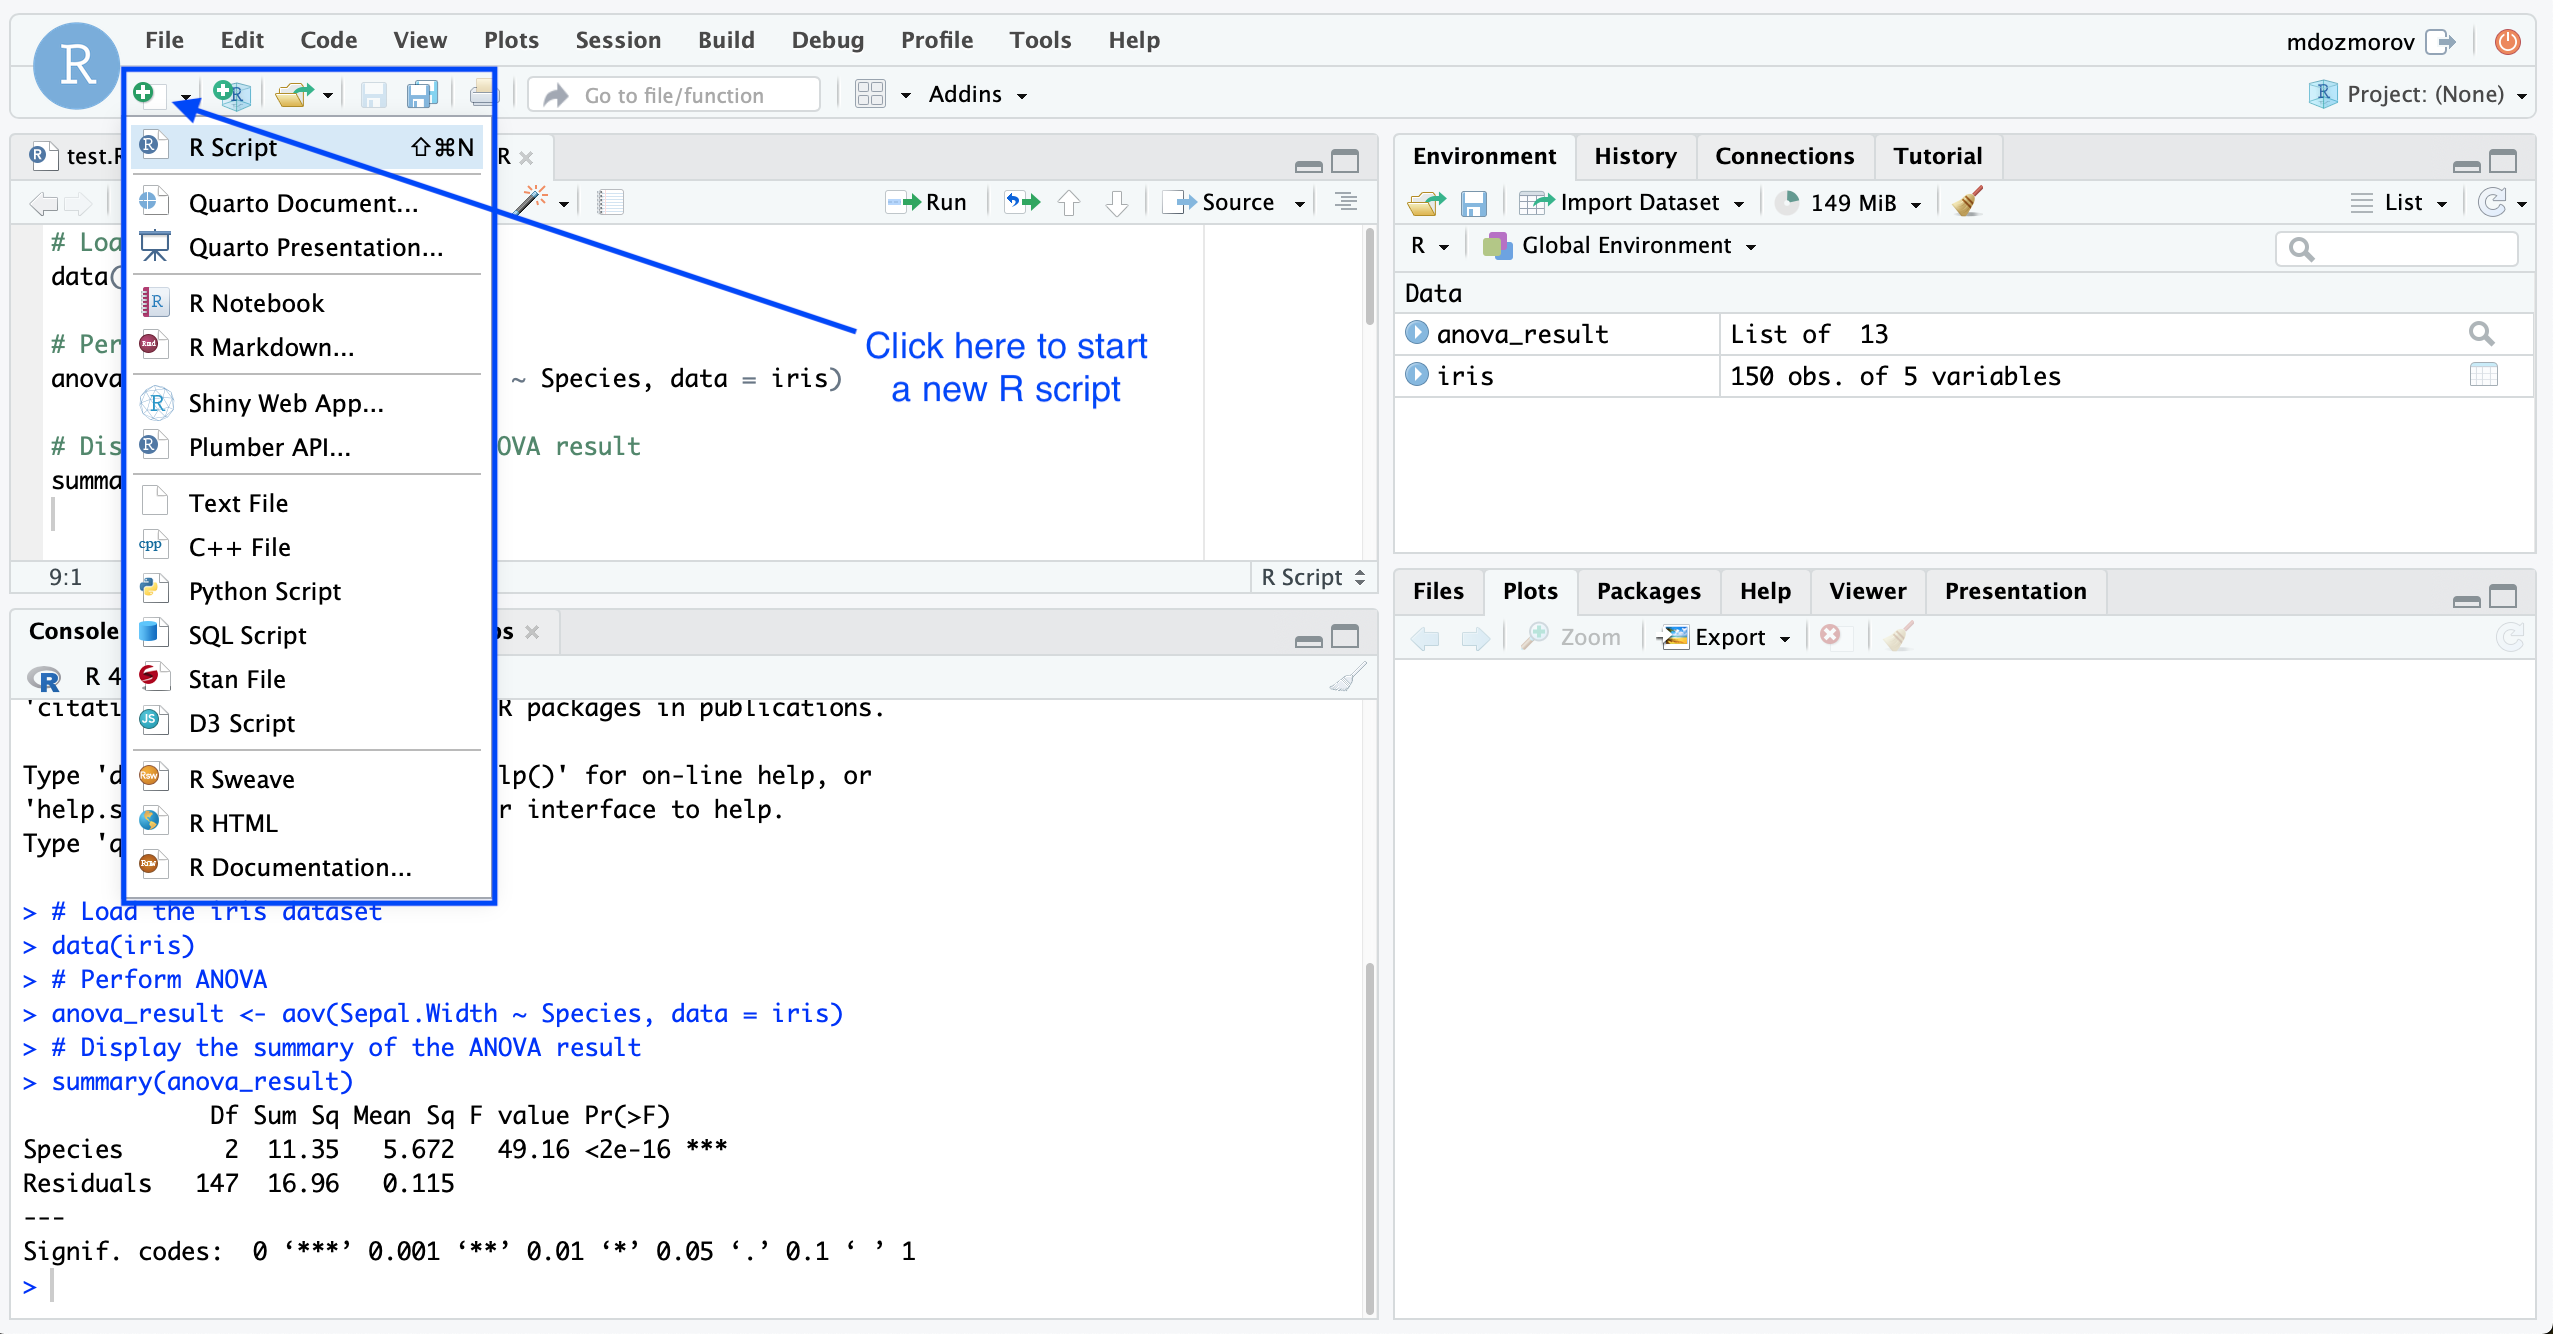 File Edit Code View Plots Session Build Debug Profile Tools Help
mdozmorov
R
Go to file/function
Addins
Project: (None)
R Script ⇧⌘N
Quarto Document...
Quarto Presentation...
R Notebook
R Markdown...
Shiny Web App...
Plumber API...
Text File
C++ File
Python Script
SQL Script
Stan File
D3 Script
R Sweave
R HTML
R Documentation...
Click here to start
a new R script
test.R
R
Run
Source
# Loa
data(
# Per
anova ~ Species, data = iris)
# Dis OVA result
summa
9:1
R Script
Console
R 4
'citati R packages in publications.
Type 'd lp()' for on-line help, or
'help.s r interface to help.
Type 'q
> # Load the iris dataset
> data(iris)
> # Perform ANOVA
> anova_result <- aov(Sepal.Width ~ Species, data = iris)
> # Display the summary of the ANOVA result
> summary(anova_result)
Df Sum Sq Mean Sq F value Pr(>F)
Species 2 11.35 5.672 49.16 <2e-16 ***
Residuals 147 16.96 0.115
---
Signif. codes: 0 ‘***’ 0.001 ‘**’ 0.01 ‘*’ 0.05 ‘.’ 0.1 ‘ ’ 1
>
Environment History Connections Tutorial
Import Dataset 149 MiB List
R Global Environment
Data
anova_result List of 13
iris 150 obs. of 5 variables
Files Plots Packages Help Viewer Presentation
Zoom Export